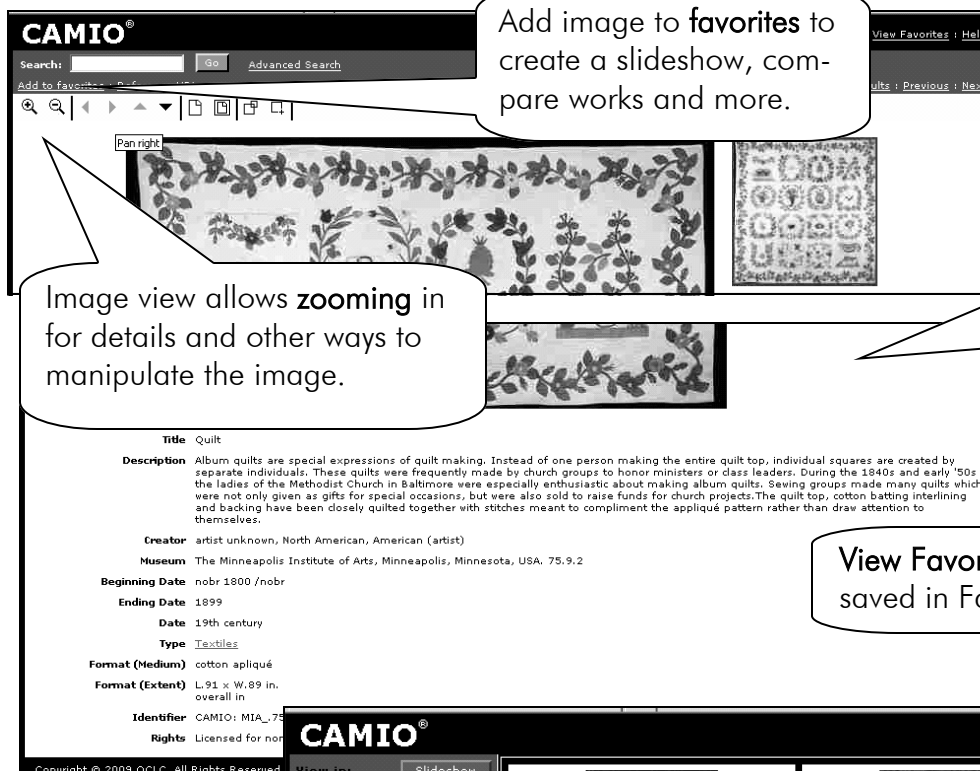 CAMIO®
View Favorites :
Search: Go Advanced Search
Add to favorites
: Previous :
Add image to favorites to
create a slideshow, com-
pare works and more.
Pan right
Image view allows zooming in
for details and other ways to
manipulate the image.
Title Quilt
Description Album quilts are special expressions of quilt making. Instead of one person making the entire quilt top, individual squares are created by
separate individuals. These quilts were frequently made by church groups to honor ministers or class leaders. During the 1840s and early '50s
the ladies of the Methodist Church in Baltimore were especially enthusiastic about making album quilts. Sewing groups made many quilts which
were not only given as gifts for special occasions, but were also sold to raise funds for church projects.The quilt top, cotton batting interlining
and backing have been closely quilted together with stitches meant to compliment the appliqué pattern rather than draw attention to
themselves.
Creator artist unknown, North American, American (artist)
Museum The Minneapolis Institute of Arts, Minneapolis, Minnesota, USA. 75.9.2
Beginning Date nobr 1800 /nobr
Ending Date 1899
Date 19th century
Type Textiles
Format (Medium) cotton apliqué
Format (Extent) L.91 x W.89 in.
overall in
Identifier CAMIO: MIA_.75
Rights Licensed for non
View Favor
saved in Fa
CAMIO®
Copyright © 2009 OCLC. All Rights Reserved
View in: Slideshow